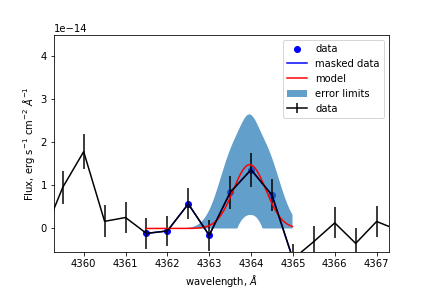 1e−14
4
3
2
1
0
Flux, erg s⁻¹ cm⁻² Å⁻¹
data
masked data
model
error limits
data
4360 4361 4362 4363 4364 4365 4366 4367
wavelength, Å